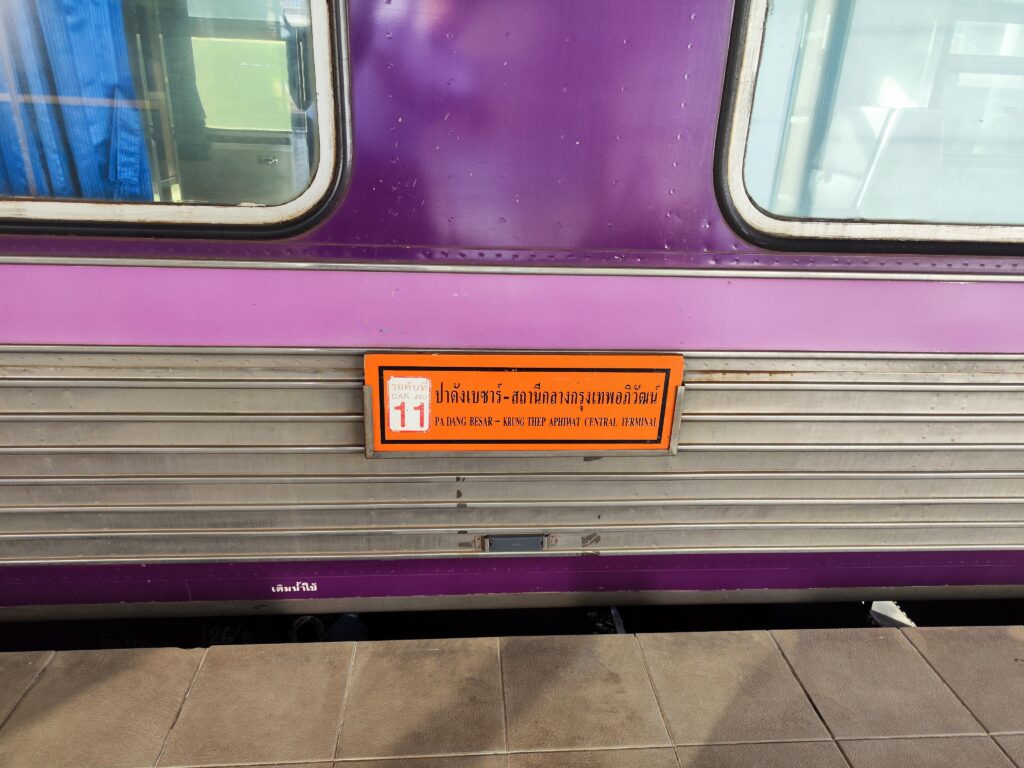 รถคันที่
CAR NO
11
ปาดังเบซาร์-สถานีกลางกรุงเทพอภิวัฒน์
PADANG BESAR – KRUNG THEP APHIWAT CENTRAL TERMINAL
เติมน้ำใช้